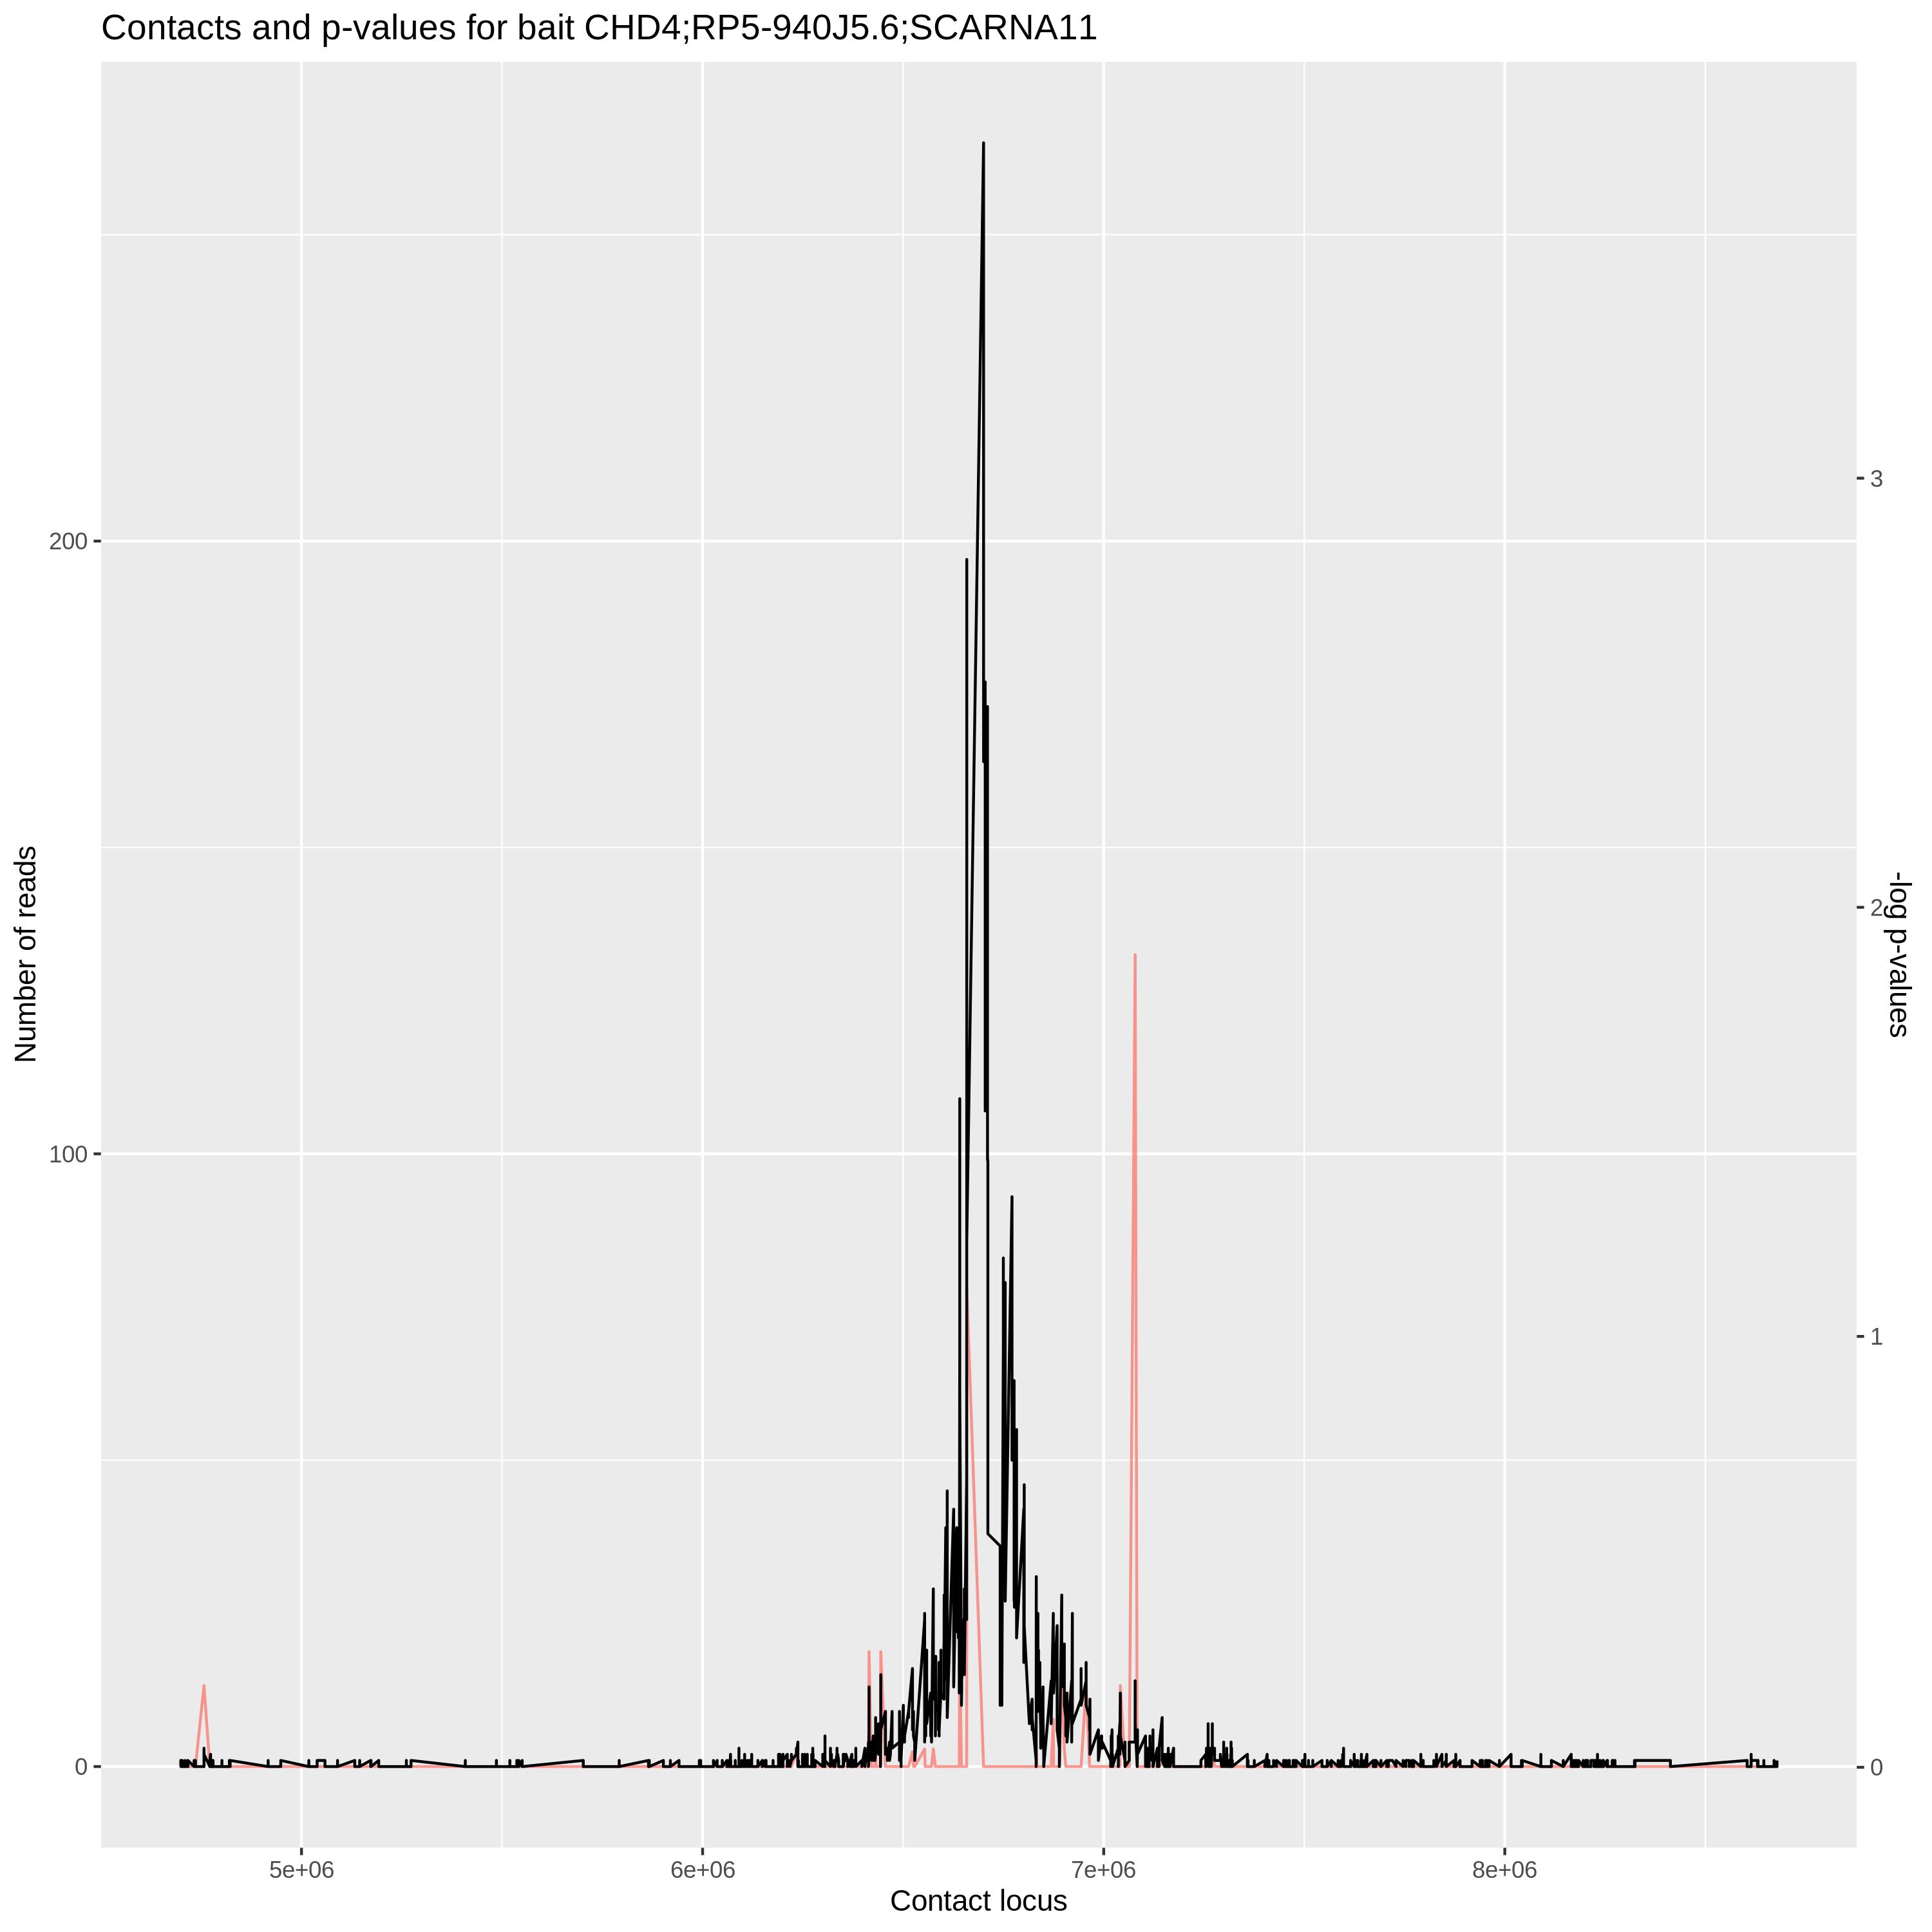 Contacts and p-values for bait CHD4;RP5-940J5.6;SCARNA11
Number of reads
200
100
0
3
2
1
0
-log p-values
5e+06 6e+06 7e+06 8e+06
Contact locus